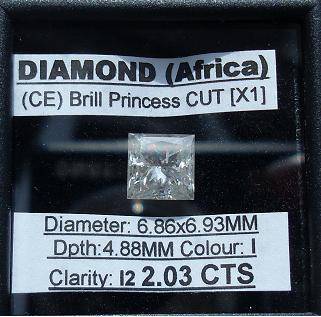 DIAMOND (Africa)
(CE) Brill Princess CUT [X1]
Diameter: 6.86x6.93MM
Dpth:4.88MM Colour: I
Clarity: I2 2.03 CTS